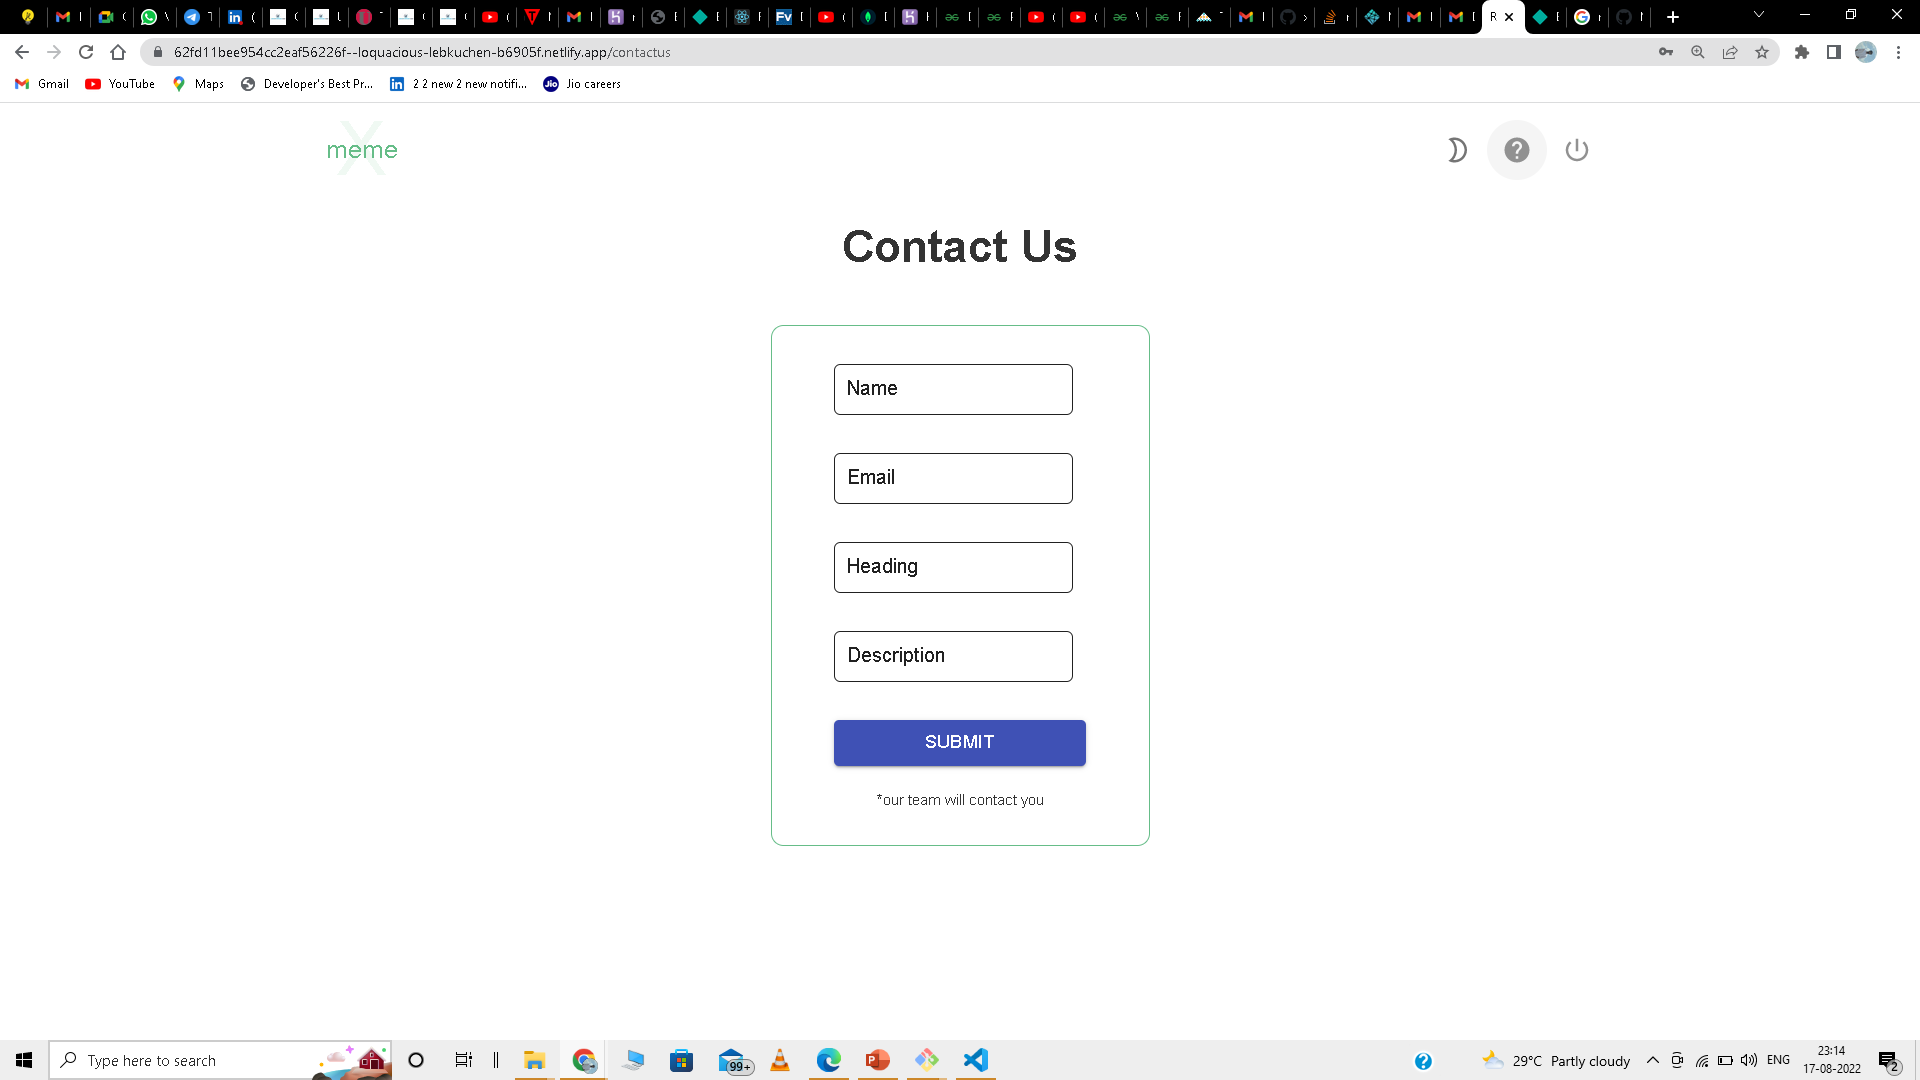 62fd11bee954cc2eaf56226f--loquacious-lebkuchen-b6905f.netlify.app/contactus
Gmail
YouTube
Maps
Developer's Best Pr...
2 2 new 2 new notifi...
Jio
Jio careers
X
meme
Contact Us
Name
Email
Heading
Description
SUBMIT
*our team will contact you
Type here to search
99+
29°C Partly cloudy
ENG
23:14
17-08-2022
2